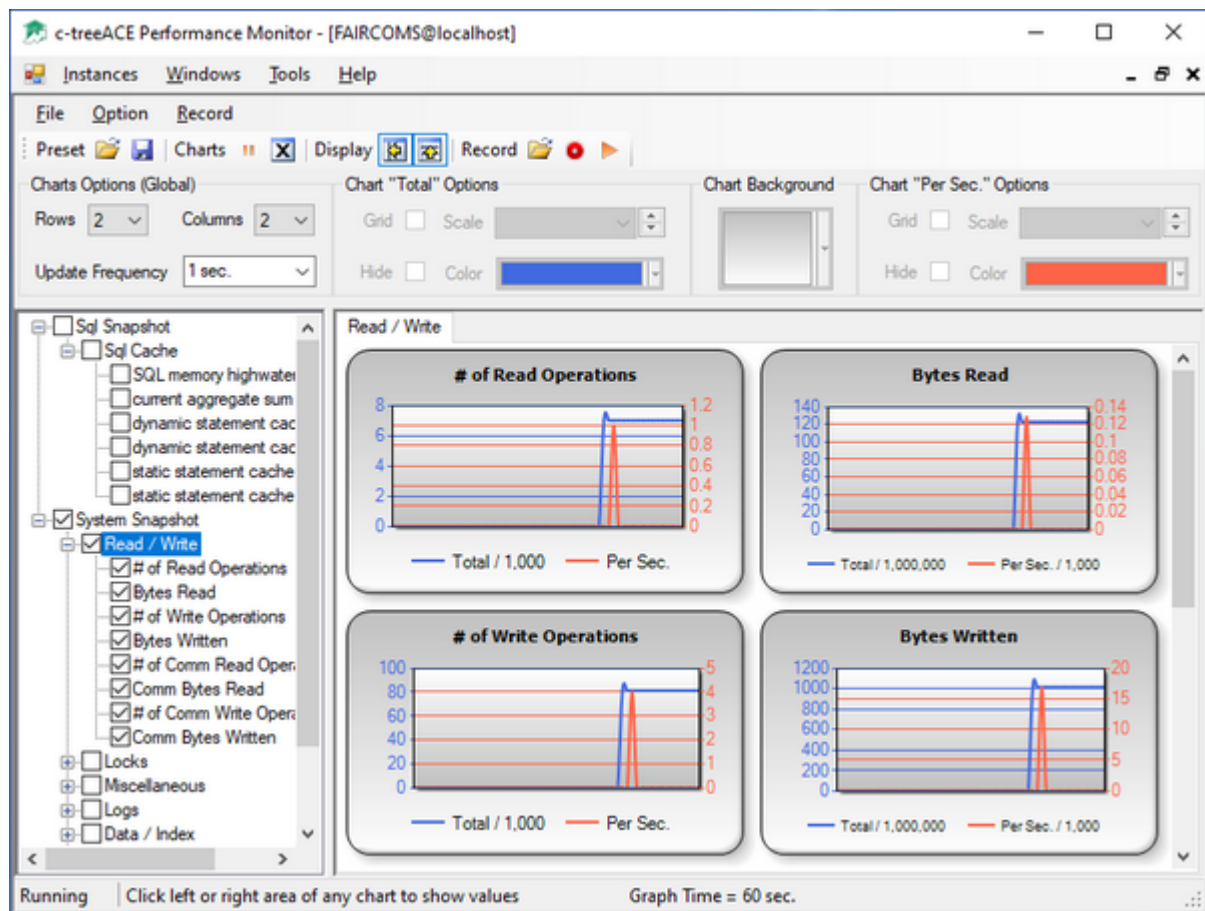 c-treeACE Performance Monitor - [FAIRCOMS@localhost]
Instances Windows Tools Help
File Option Record
Preset Charts Display Record
Charts Options (Global)
Rows 2 Columns 2
Update Frequency 1 sec.
Chart "Total" Options
Grid Scale
Hide Color
Chart Background
Chart "Per Sec." Options
Grid Scale
Hide Color
Sql Snapshot
Sql Cache
SQL memory highwater
current aggregate sum
dynamic statement cac
dynamic statement cac
static statement cache
static statement cache
System Snapshot
Read / Write
# of Read Operations
Bytes Read
# of Write Operations
Bytes Written
# of Comm Read Oper
Comm Bytes Read
# of Comm Write Opera
Comm Bytes Written
Locks
Miscellaneous
Logs
Data / Index
Read / Write
# of Read Operations
8 1.2
6 1
4 0.8
2 0.6
0 0.4
0.2
0
Total / 1,000 Per Sec.
Bytes Read
140 0.14
120 0.12
100 0.1
80 0.08
60 0.06
40 0.04
20 0.02
0 0
Total / 1,000,000 Per Sec. / 1,000
# of Write Operations
100 5
80 4
60 3
40 2
20 1
0 0
Total / 1,000 Per Sec.
Bytes Written
1200 20
1000 15
800 10
600 5
400 0
200
0
Total / 1,000,000 Per Sec. / 1,000
Running Click left or right area of any chart to show values Graph Time = 60 sec.